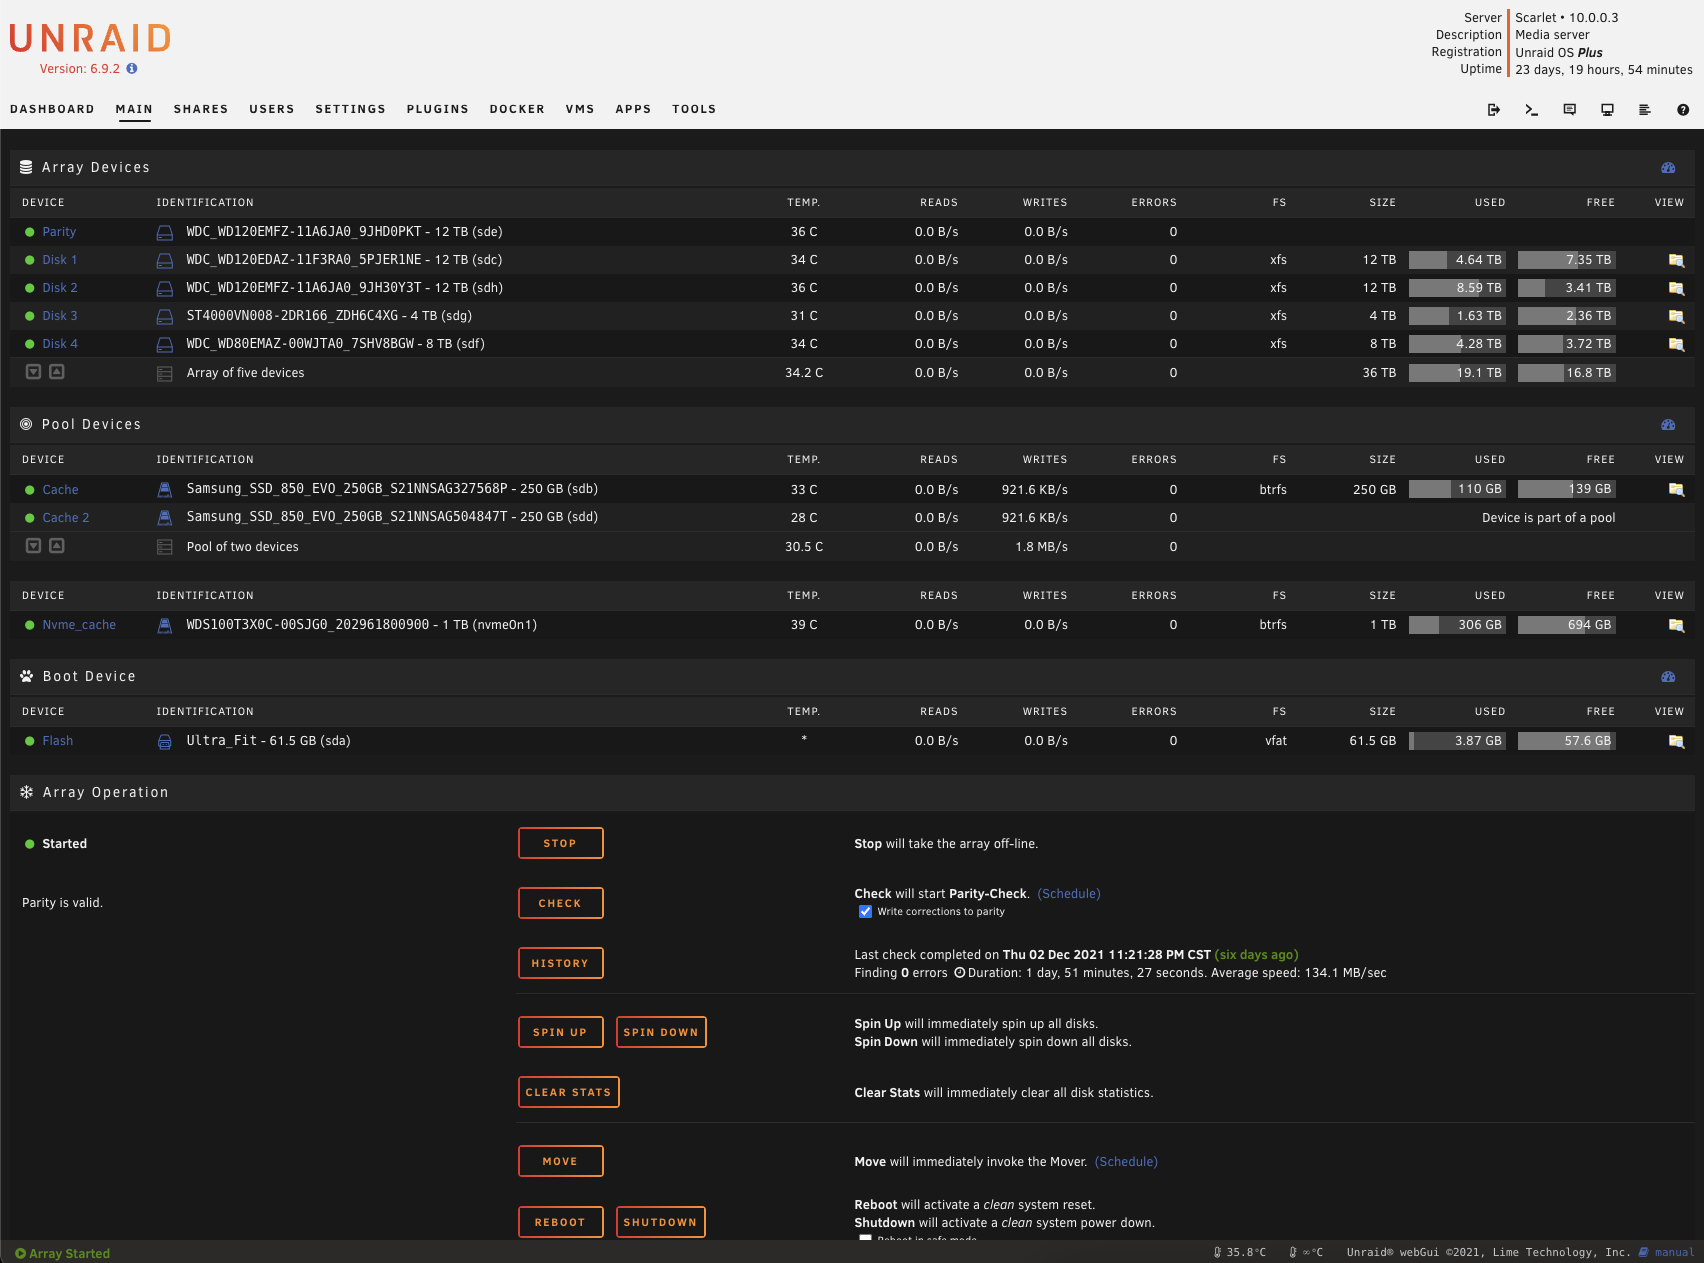 UNRAID
Version: 6.9.2
Server Scarlet • 10.0.0.3
Description Media server
Registration Unraid OS Plus
Uptime 23 days, 19 hours, 54 minutes
DASHBOARD MAIN SHARES USERS SETTINGS PLUGINS DOCKER VMS APPS TOOLS
Array Devices
DEVICE IDENTIFICATION TEMP. READS WRITES ERRORS FS SIZE USED FREE VIEW
Parity WDC_WD120EMFZ-11A6JA0_9JHD0PKT - 12 TB (sde) 36 C 0.0 B/s 0.0 B/s 0
Disk 1 WDC_WD120EDAZ-11F3RA0_5PJER1NE - 12 TB (sdc) 34 C 0.0 B/s 0.0 B/s 0 xfs 12 TB 4.64 TB 7.35 TB
Disk 2 WDC_WD120EMFZ-11A6JA0_9JH30Y3T - 12 TB (sdh) 36 C 0.0 B/s 0.0 B/s 0 xfs 12 TB 8.59 TB 3.41 TB
Disk 3 ST4000VN008-2DR166_ZDH6C4XG - 4 TB (sdg) 31 C 0.0 B/s 0.0 B/s 0 xfs 4 TB 1.63 TB 2.36 TB
Disk 4 WDC_WD80EMAZ-00WJTA0_7SHV8BGW - 8 TB (sdf) 34 C 0.0 B/s 0.0 B/s 0 xfs 8 TB 4.28 TB 3.72 TB
Array of five devices 34.2 C 0.0 B/s 0.0 B/s 0 36 TB 19.1 TB 16.8 TB
Pool Devices
DEVICE IDENTIFICATION TEMP. READS WRITES ERRORS FS SIZE USED FREE VIEW
Cache Samsung_SSD_850_EVO_250GB_S21NNSAG327568P - 250 GB (sdb) 33 C 0.0 B/s 921.6 KB/s 0 btrfs 250 GB 110 GB 139 GB
Cache 2 Samsung_SSD_850_EVO_250GB_S21NNSAG504847T - 250 GB (sdd) 28 C 0.0 B/s 921.6 KB/s 0 Device is part of a pool
Pool of two devices 30.5 C 0.0 B/s 1.8 MB/s 0
DEVICE IDENTIFICATION TEMP. READS WRITES ERRORS FS SIZE USED FREE VIEW
Nvme_cache WDS100T3X0C-00SJG0_202961800900 - 1 TB (nvme0n1) 39 C 0.0 B/s 0.0 B/s 0 btrfs 1 TB 306 GB 694 GB
Boot Device
DEVICE IDENTIFICATION TEMP. READS WRITES ERRORS FS SIZE USED FREE VIEW
Flash Ultra_Fit - 61.5 GB (sda) * 0.0 B/s 0.0 B/s 0 vfat 61.5 GB 3.87 GB 57.6 GB
Array Operation
Started STOP Stop will take the array off-line.
Parity is valid. CHECK Check will start Parity-Check. (Schedule)
Write corrections to parity
HISTORY Last check completed on Thu 02 Dec 2021 11:21:28 PM CST (six days ago)
Finding 0 errors Duration: 1 day, 51 minutes, 27 seconds. Average speed: 134.1 MB/sec
SPIN UP SPIN DOWN Spin Up will immediately spin up all disks.
Spin Down will immediately spin down all disks.
CLEAR STATS Clear Stats will immediately clear all disk statistics.
MOVE Move will immediately invoke the Mover. (Schedule)
REBOOT SHUTDOWN Reboot will activate a clean system reset.
Shutdown will activate a clean system power down.
Reboot in safe mode
Array Started 35.8°C ∞°C Unraid® webGui ©2021, Lime Technology, Inc. manual